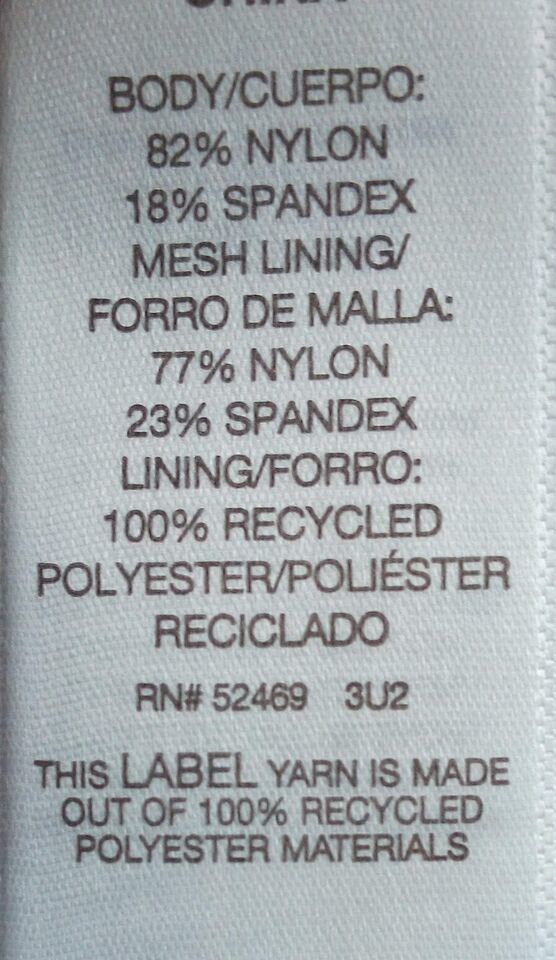 BODY/CUERPO:
82% NYLON
18% SPANDEX
MESH LINING/
FORRO DE MALLA:
77% NYLON
23% SPANDEX
LINING/FORRO:
100% RECYCLED
POLYESTER/POLIÉSTER
RECICLADO
RN# 52469 3U2
THIS LABEL YARN IS MADE
OUT OF 100% RECYCLED
POLYESTER MATERIALS